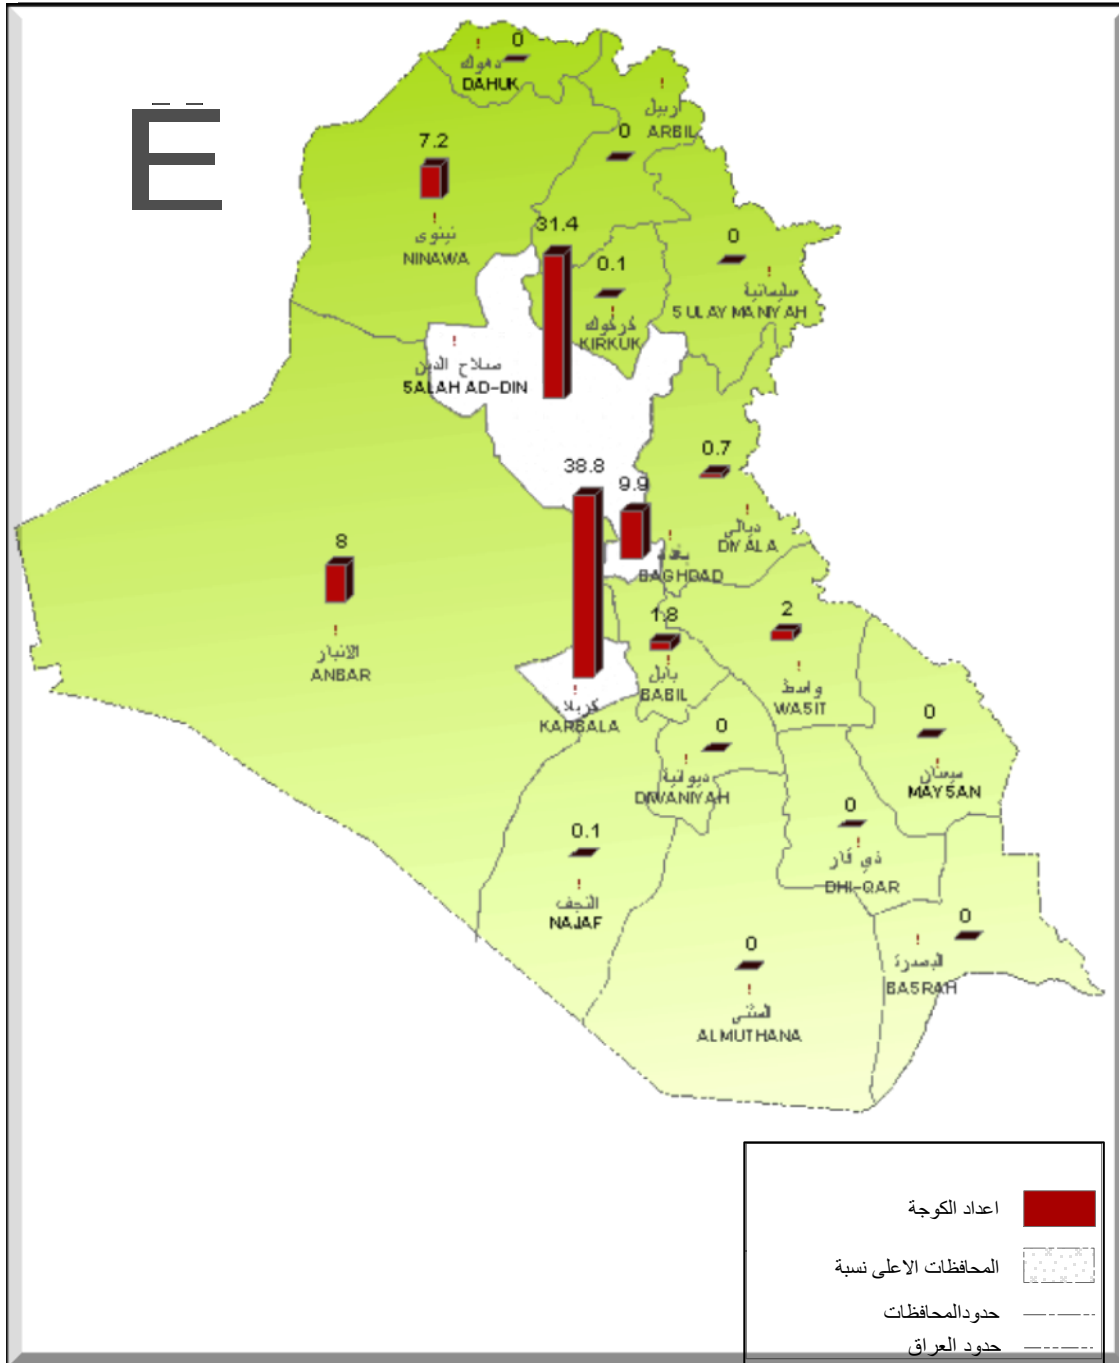 Ë
0
دهوك
DAHUK
اربيل
ARBIL
0
7.2
نينوى
NINAWA
31.4
0
سليمانية
SULAYMANIYAH
0.1
كركوك
KIRKUK
صلاح الدين
SALAH AD-DIN
0.7
ديالى
DIYALA
38.8
9.9
بغداد
BAGHDAD
8
الانبار
ANBAR
1.8
بابل
BABIL
2
واسط
WASIT
كربلاء
KARBALA
0
ديوانية
DIWANIYAH
0
ميسان
MAYSAN
0
ذي قار
DHI-QAR
0.1
النجف
NAJAF
0
البصرة
BASRAH
0
المثنى
ALMUTHANA
اعداد الكوجة
المحافظات الاعلى نسبة
حدودالمحافظات
حدود العراق